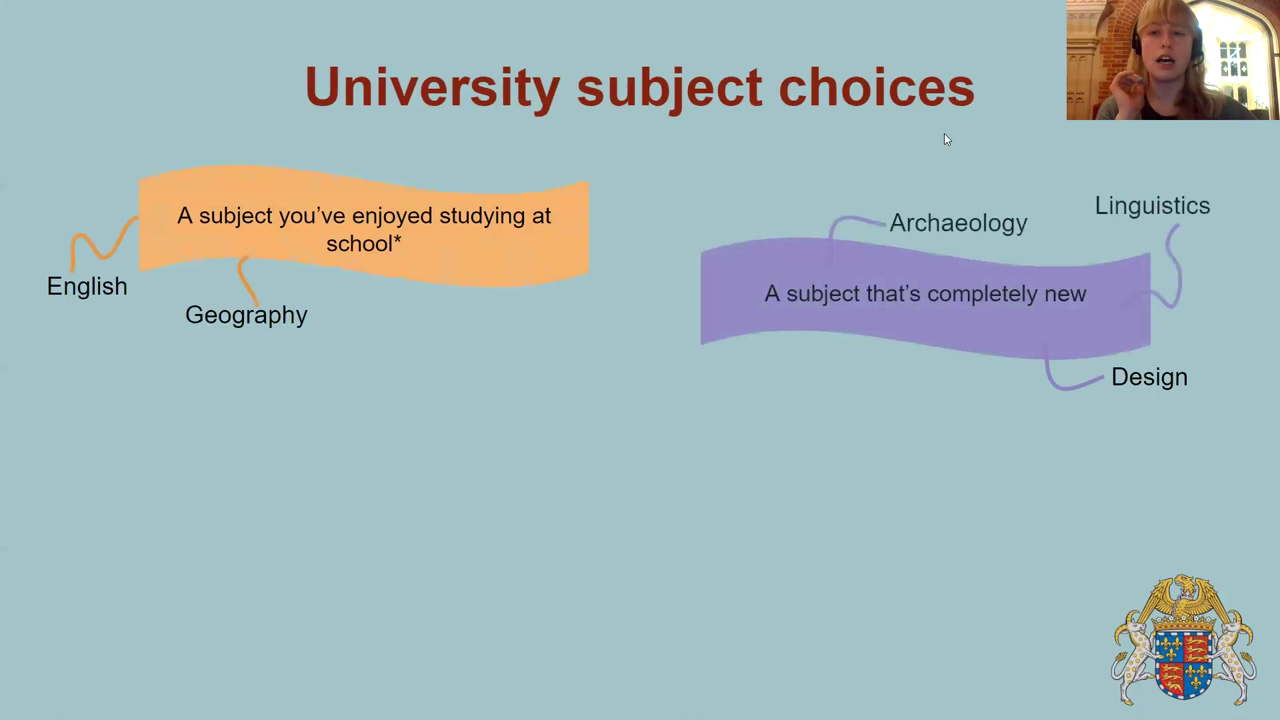 University subject choices
A subject you’ve enjoyed studying at
school*
English
Geography
Archaeology
Linguistics
A subject that’s completely new
Design